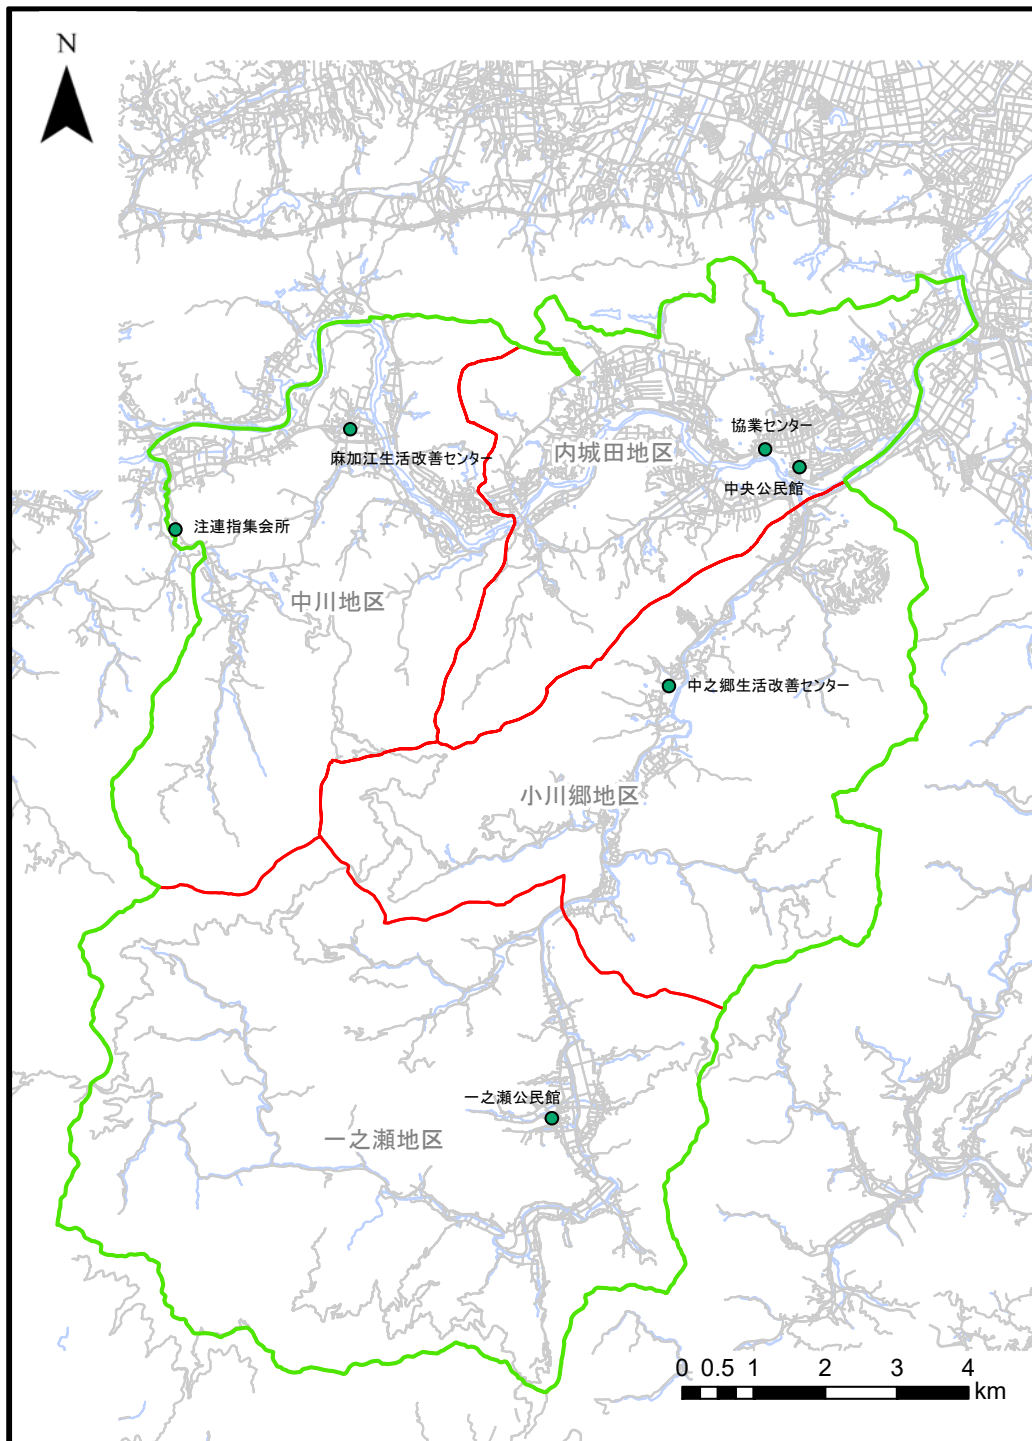 N
協業センター
内城田地区
麻加江生活改善センター
中央公民館
注連指集会所
中川地区
中之郷生活改善センター
小川郷地区
一之瀬公民館
一之瀬地区
0 0.5 1 2 3 4
km